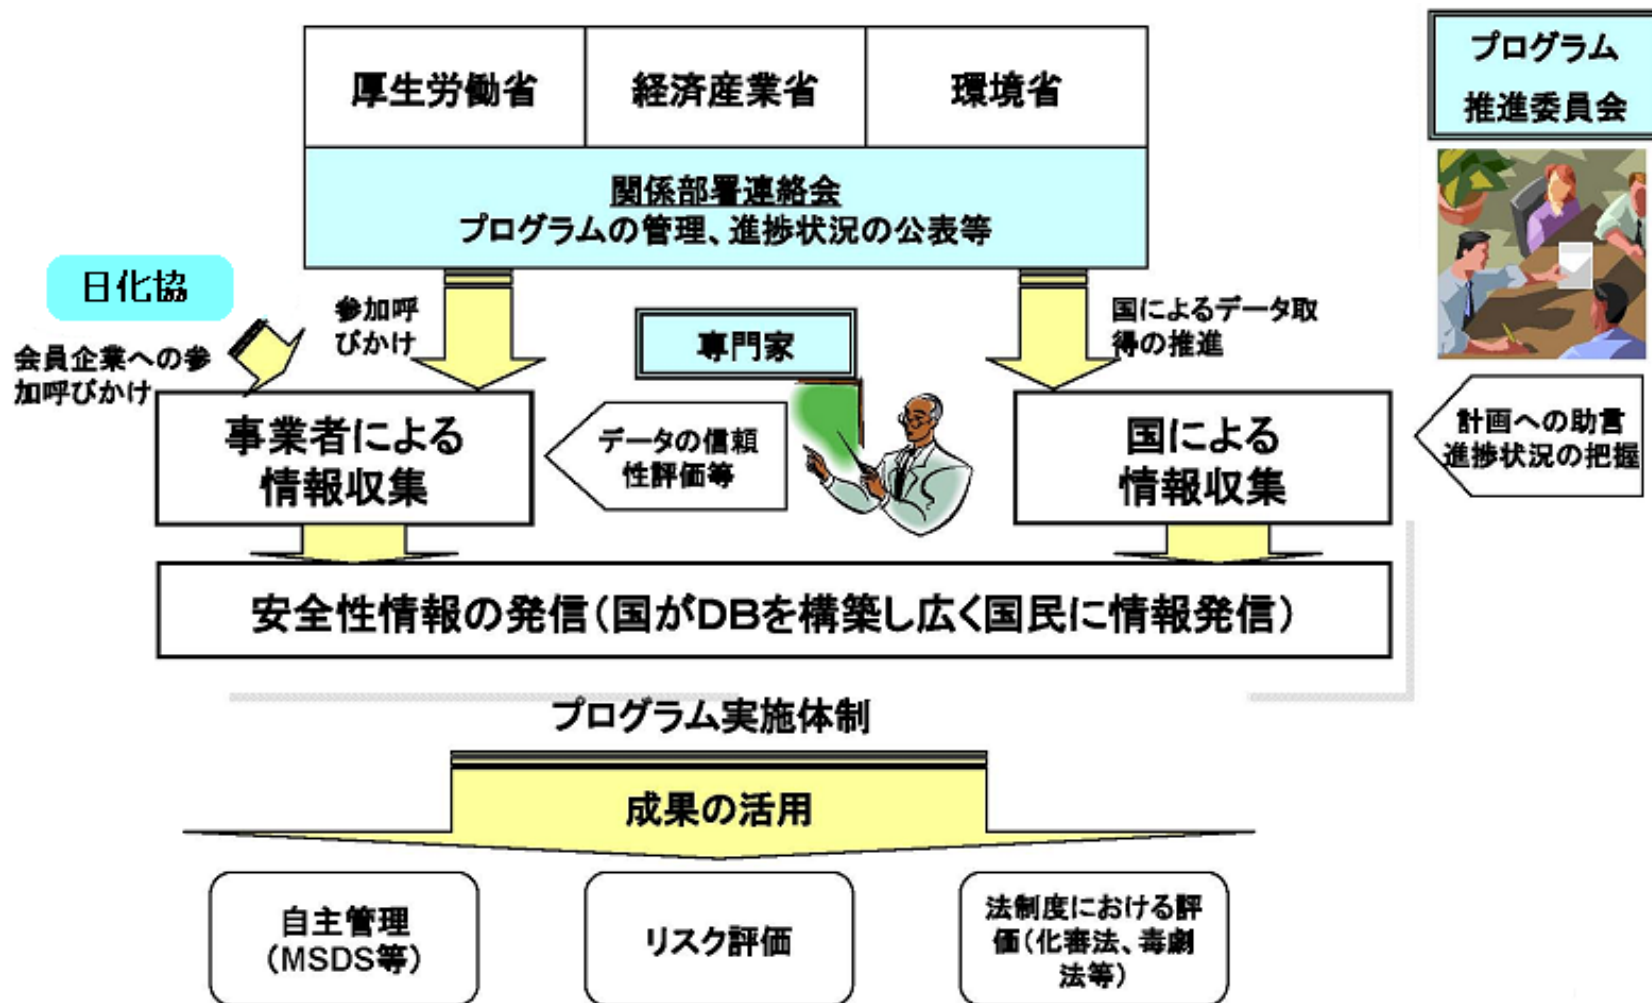 厚生労働省
経済産業省
環境省
プログラム
推進委員会
関係部署連絡会
プログラムの管理、進捗状況の公表等
日化協
会員企業への参
加呼びかけ
参加呼
びかけ
専門家
国によるデータ取
得の推進
事業者による
情報収集
データの信頼
性評価等
国による
情報収集
計画への助言
進捗状況の把握
安全性情報の発信(国がDBを構築し広く国民に情報発信)
プログラム実施体制
成果の活用
自主管理
(MSDS等)
リスク評価
法制度における評
価(化審法、毒劇
法等)